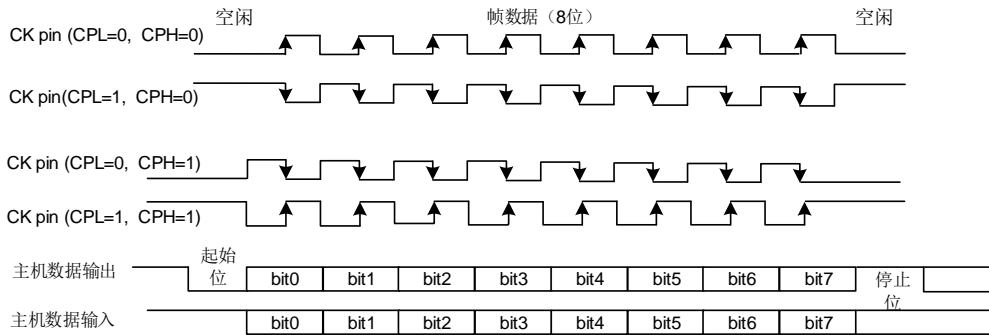 空闲 帧数据（8位） 空闲
CK pin (CPL=0, CPH=0)
CK pin(CPL=1, CPH=0)
CK pin (CPL=0, CPH=1)
CK pin (CPL=1, CPH=1)
主机数据输出 起始位 bit0 bit1 bit2 bit3 bit4 bit5 bit6 bit7 停止位
主机数据输入 bit0 bit1 bit2 bit3 bit4 bit5 bit6 bit7